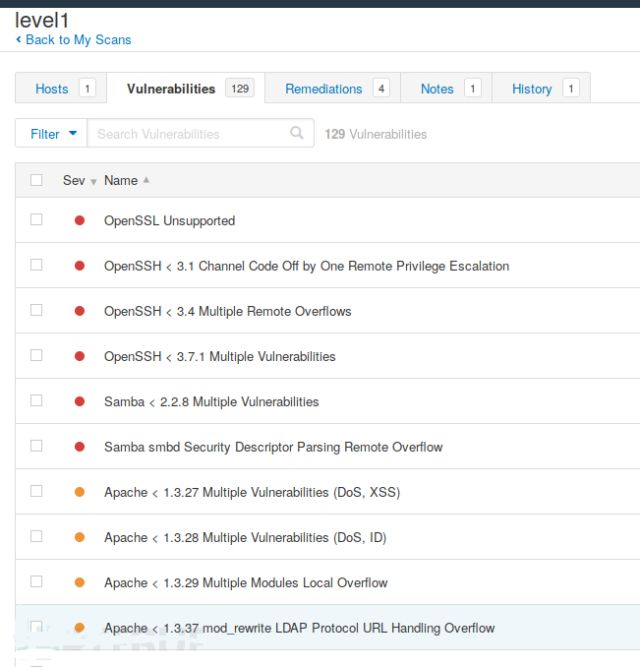 level1
Back to My Scans
Hosts 1 Vulnerabilities 129 Remediations 4 Notes 1 History 1
Filter Search Vulnerabilities 129 Vulnerabilities
Sev Name
OpenSSL Unsupported
OpenSSH < 3.1 Channel Code Off by One Remote Privilege Escalation
OpenSSH < 3.4 Multiple Remote Overflows
OpenSSH < 3.7.1 Multiple Vulnerabilities
Samba < 2.2.8 Multiple Vulnerabilities
Samba smbd Security Descriptor Parsing Remote Overflow
Apache < 1.3.27 Multiple Vulnerabilities (DoS, XSS)
Apache < 1.3.28 Multiple Vulnerabilities (DoS, ID)
Apache < 1.3.29 Multiple Modules Local Overflow
Apache < 1.3.37 mod_rewrite LDAP Protocol URL Handling Overflow